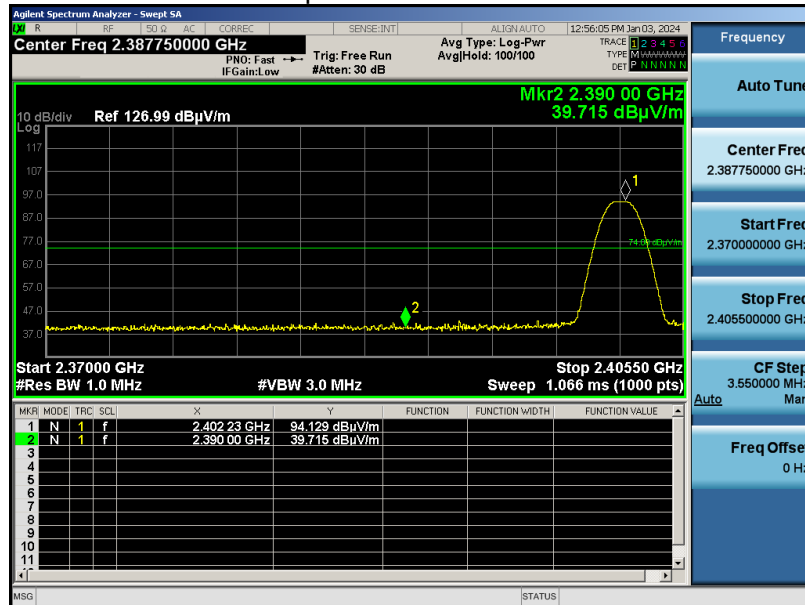 Agilent Spectrum Analyzer - Swept SA
LXI R RF 50 Ω AC CORREC SENSE:INT ALIGN AUTO 12:56:05 PM Jan 03, 2024
Center Freq 2.387750000 GHz
PNO: Fast
IFGain:Low
Trig: Free Run
#Atten: 30 dB
Avg Type: Log-Pwr
Avg|Hold: 100/100
TRACE 1 2 3 4 5 6
TYPE M W W W W W
DET P N N N N N
Mkr2 2.390 00 GHz
39.715 dBµV/m
10 dB/div Ref 126.99 dBµV/m
Log
117
107
97.0
87.0
77.0
67.0
57.0
47.0
37.0
1
74.00 dBµV/m
2
Start 2.37000 GHz Stop 2.40550 GHz
#Res BW 1.0 MHz #VBW 3.0 MHz Sweep 1.066 ms (1000 pts)
MKR MODE TRC SCL X Y FUNCTION FUNCTION WIDTH FUNCTION VALUE
1 N 1 f 2.402 23 GHz 94.129 dBµV/m
2 N 1 f 2.390 00 GHz 39.715 dBµV/m
3
4
5
6
7
8
9
10
11
MSG STATUS
Frequency
Auto Tune
Center Freq
2.387750000 GHz
Start Freq
2.370000000 GHz
Stop Freq
2.405500000 GHz
CF Step
3.550000 MHz
Auto Man
Freq Offset
0 Hz